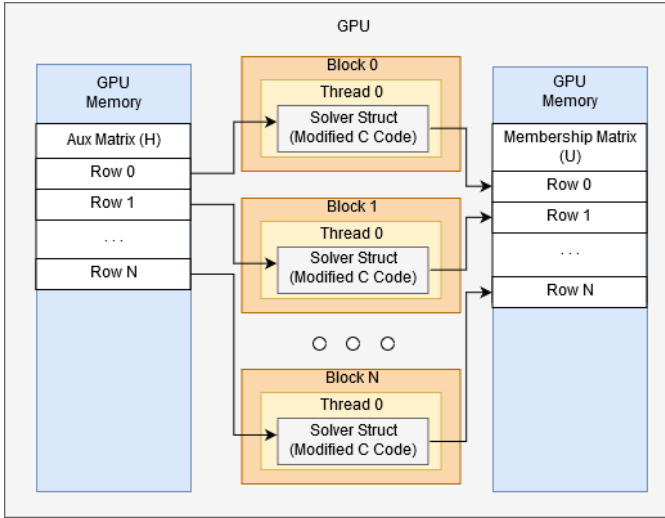 GPU
GPU
Memory
Aux Matrix (H)
Row 0
Row 1
. . .
Row N
Block 0
Thread 0
Solver Struct
(Modified C Code)
Block 1
Thread 0
Solver Struct
(Modified C Code)
Block N
Thread 0
Solver Struct
(Modified C Code)
GPU
Memory
Membership Matrix
(U)
Row 0
Row 1
. . .
Row N